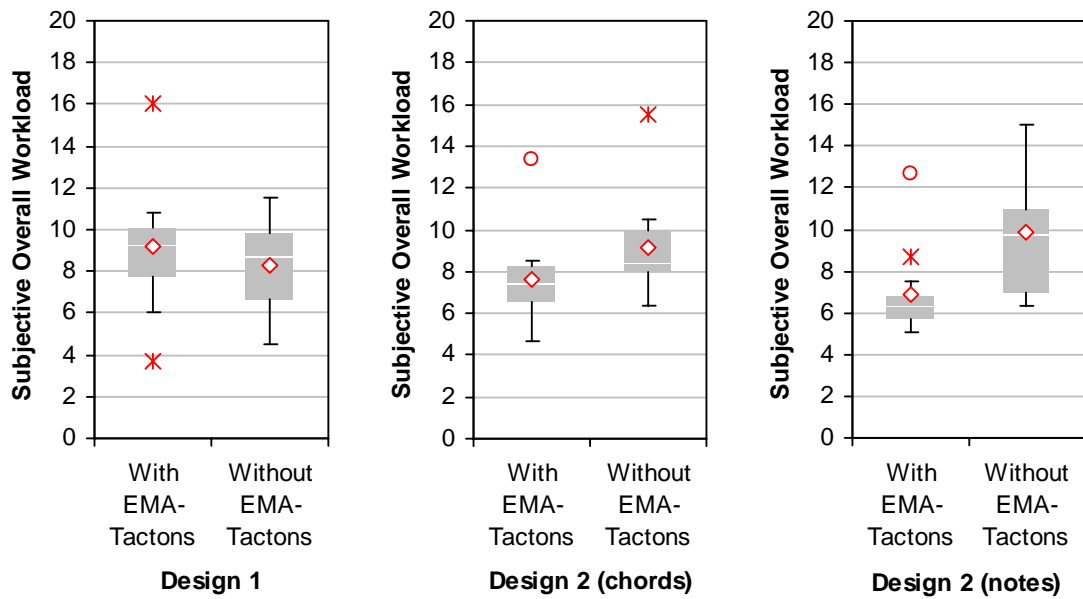 Subjective Overall Workload
20
18
16
14
12
10
8
6
4
2
0
With
EMA-
Tactons
Without
EMA-
Tactons
Design 1
Subjective Overall Workload
20
18
16
14
12
10
8
6
4
2
0
With
EMA-
Tactons
Without
EMA-
Tactons
Design 2 (chords)
Subjective Overall Workload
20
18
16
14
12
10
8
6
4
2
0
With
EMA-
Tactons
Without
EMA-
Tactons
Design 2 (notes)